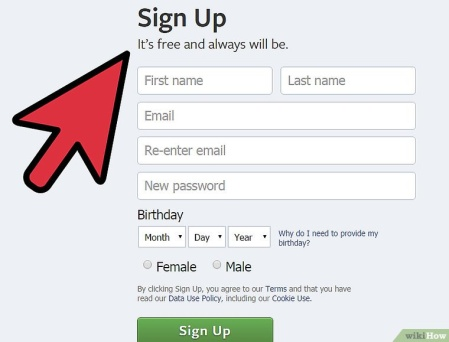 Sign Up
It's free and always will be.
First name Last name
Email
Re-enter email
New password
Birthday
Month Day Year Why do I need to provide my
birthday?
Female Male
By clicking Sign Up, you agree to our Terms and that you have
read our Data Use Policy, including our Cookie Use.
Sign Up
wikiHow